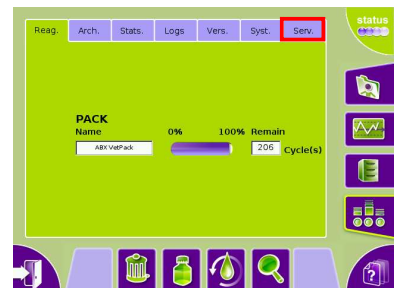 status
Reag. Arch. Stats. Logs Vers. Syst. Serv.
PACK
Name 0% 100% Remain
ABX VetPack 206 Cycle(s)